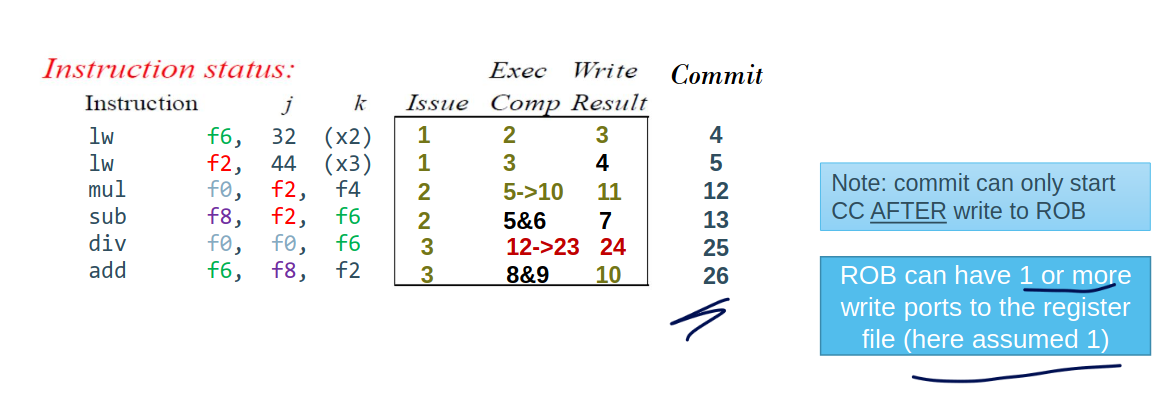 Instruction status: Exec Write Commit
Instruction j k Issue Comp Result
lw f6, 32 (x2) 1 2 3 4
lw f2, 44 (x3) 1 3 4 5
mul f0, f2, f4 2 5->10 11 12
sub f8, f2, f6 2 5&6 7 13
div f0, f0, f6 3 12->23 24 25
add f6, f8, f2 3 8&9 10 26
Note: commit can only start
CC AFTER write to ROB
ROB can have 1 or more
write ports to the register
file (here assumed 1)